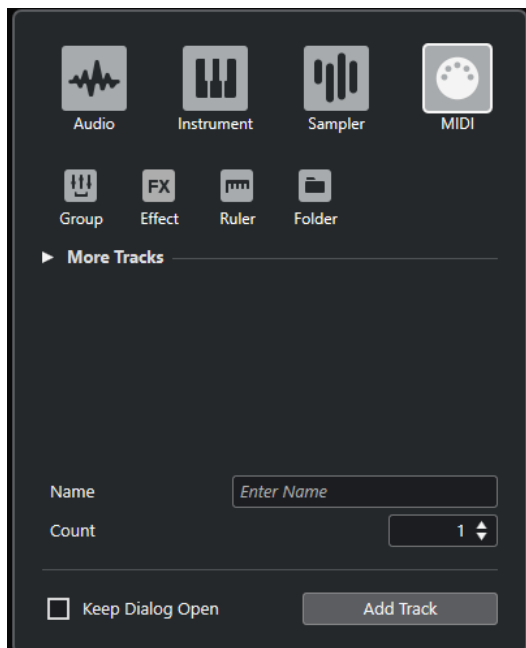 Audio Instrument Sampler MIDI
FX
Group Effect Ruler Folder
More Tracks
Name Enter Name
Count 1
Keep Dialog Open Add Track